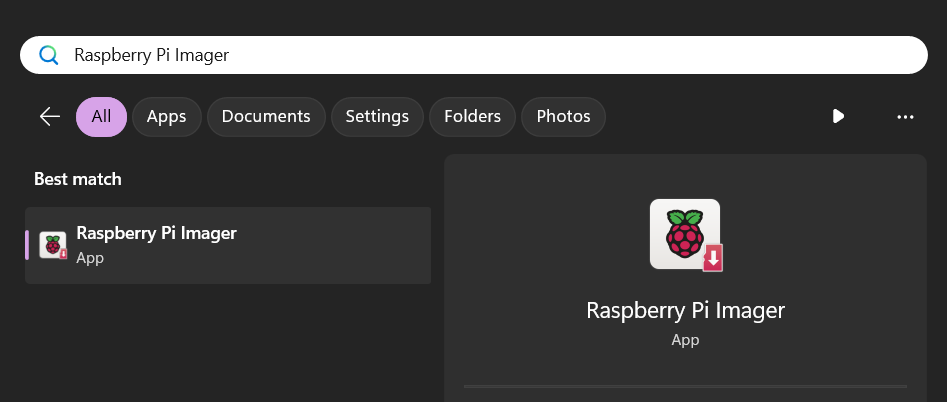 Raspberry Pi Imager
All Apps Documents Settings Folders Photos
Best match
Raspberry Pi Imager
App
Raspberry Pi Imager
App